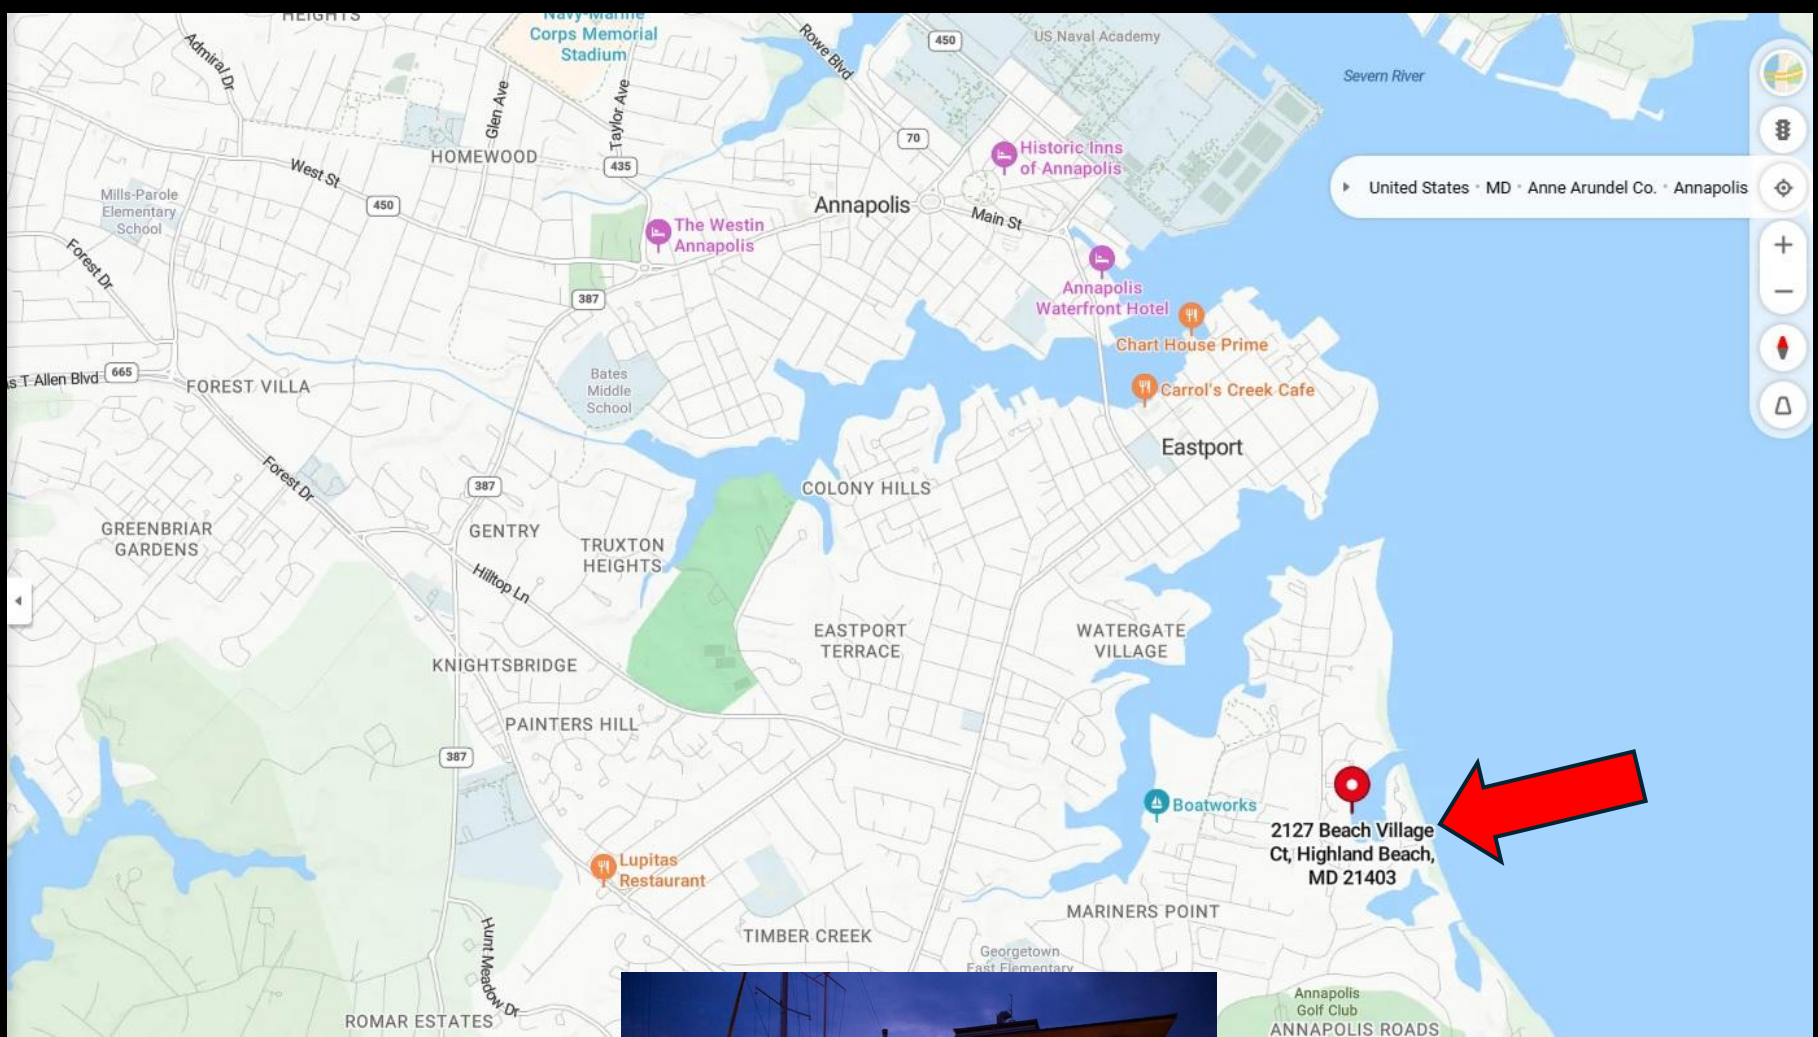 HEIGHTS
Navy-Marine
Corps Memorial
Stadium
Admiral Dr
Glen Ave
Taylor Ave
Rowe Blvd
450
US Naval Academy
Severn River
70
Historic Inns
of Annapolis
HOMEWOOD
435
West St
450
Mills-Parole
Elementary
School
United States • MD • Anne Arundel Co. • Annapolis
Annapolis
Main St
The Westin
Annapolis
Forest Dr
387
Annapolis
Waterfront Hotel
Chart House Prime
s T Allen Blvd
665
FOREST VILLA
Bates
Middle
School
Carrol's Creek Cafe
Eastport
Forest Dr
387
COLONY HILLS
GREENBRIAR
GARDENS
GENTRY
TRUXTON
HEIGHTS
Hilltop Ln
EASTPORT
TERRACE
WATERGATE
VILLAGE
KNIGHTSBRIDGE
PAINTERS HILL
387
Boatworks
2127 Beach Village
Ct, Highland Beach,
MD 21403
Lupitas
Restaurant
MARINERS POINT
TIMBER CREEK
Hunt Meadow Dr
Georgetown
East Elementary
Annapolis
Golf Club
ANNAPOLIS ROADS
ROMAR ESTATES